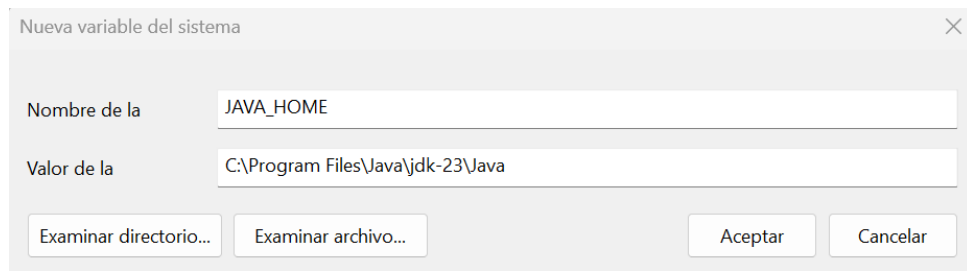 Nueva variable del sistema
Nombre de la JAVA_HOME
Valor de la C:\Program Files\Java\jdk-23\Java
Examinar directorio... Examinar archivo... Aceptar Cancelar